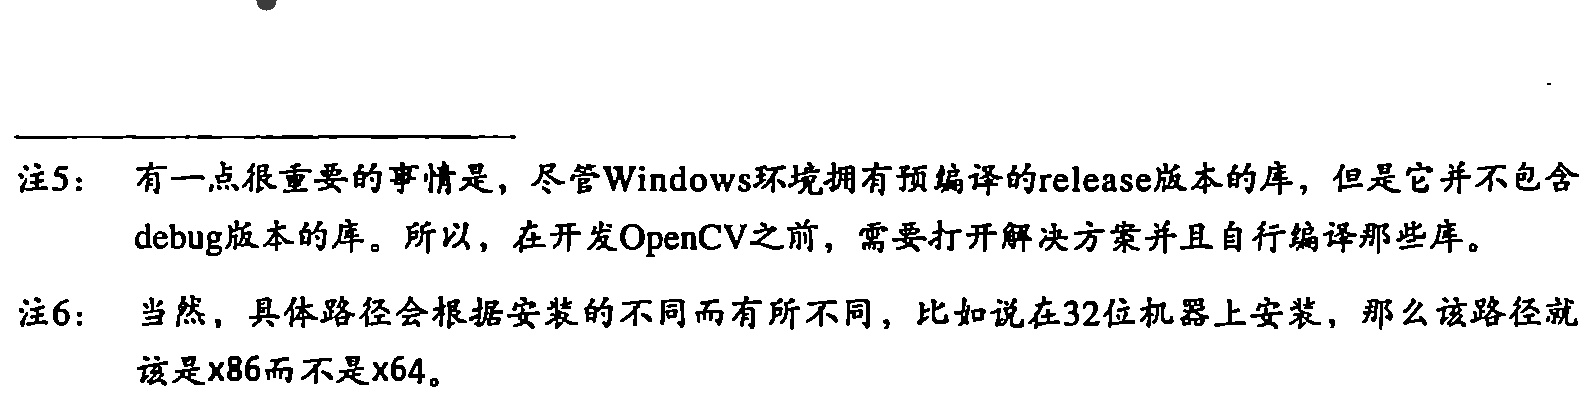 注5： 有一点很重要的事情是，尽管Windows环境拥有预编译的release版本的库，但是它并不包含
debug版本的库。所以，在开发OpenCV之前，需要打开解决方案并且自行编译那些库。
注6： 当然，具体路径会根据安装的不同而有所不同，比如说在32位机器上安装，那么该路径就
该是x86而不是x64。